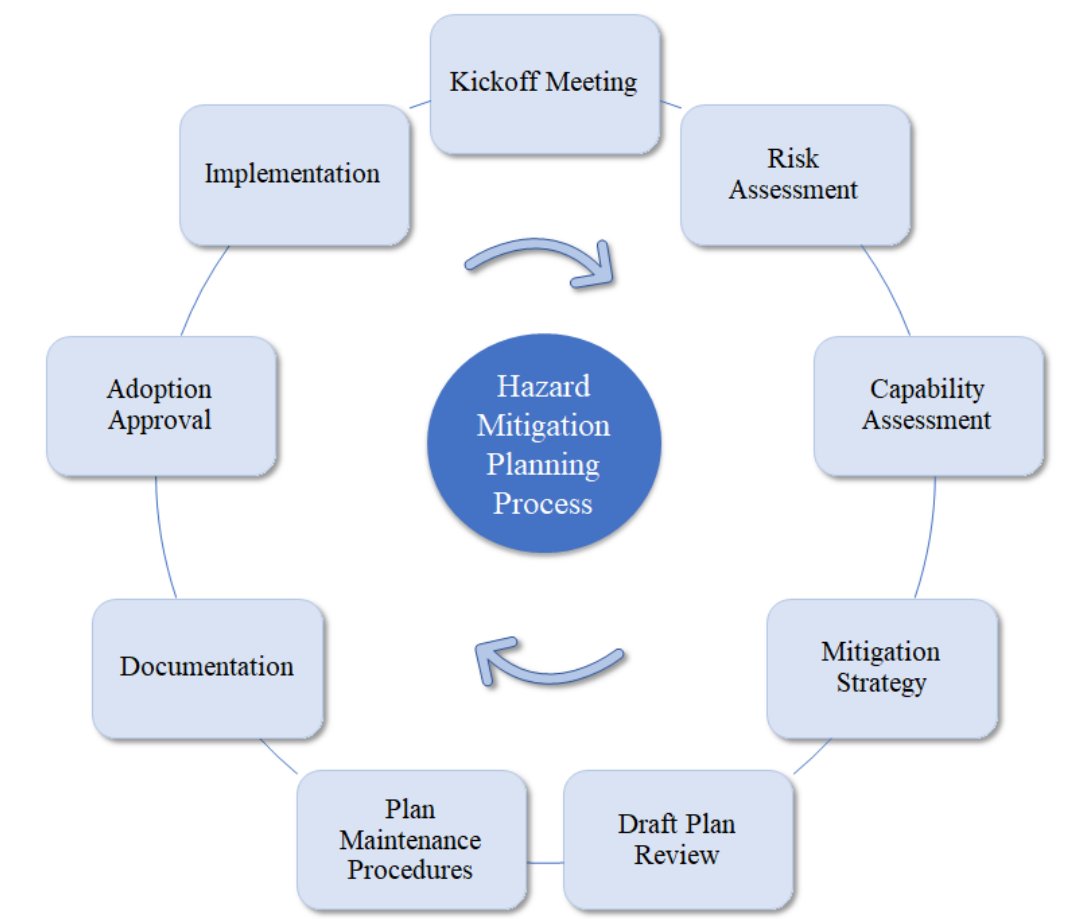 Kickoff Meeting
Risk
Assessment
Capability
Assessment
Mitigation
Strategy
Draft Plan
Review
Plan
Maintenance
Procedures
Documentation
Adoption
Approval
Implementation
Hazard
Mitigation
Planning
Process